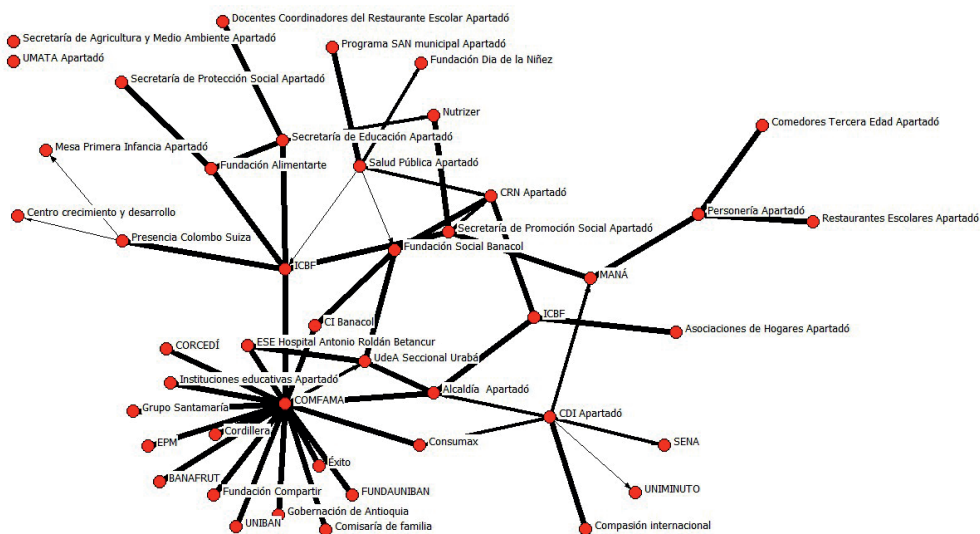 Docentes Coordinadores del Restaurante Escolar Apartadó
Secretaría de Agricultura y Medio Ambiente Apartadó
Programa SAN municipal Apartadó
UMATA Apartadó
Fundación Dia de la Niñez
Secretaría de Protección Social Apartadó
Nutrizer
Comedores Tercera Edad Apartadó
Secretaría de Educación Apartadó
Mesa Primera Infancia Apartadó
Fundación Alimentarte
Salud Pública Apartadó
CRN Apartadó
Centro crecimiento y desarrollo
Personería Apartadó
Restaurantes Escolares Apartadó
Presencia Colombo Suiza
Secretaría de Promoción Social Apartadó
Fundación Social Banacol
ICBF
MANÁ
CI Banacol
ICBF
Asociaciones de Hogares Apartadó
CORCEDÍ
ESE Hospital Antonio Roldán Betancur
UdeA Seccional Urabá
Instituciones educativas Apartadó
Alcaldía Apartadó
COMFAMA
Grupo Santamaría
CDI Apartadó
Cordillera
EPM
Consumax
SENA
Éxito
BANAFRUT
Fundación Compartir
FUNDAUNIBAN
UNIMINUTO
Gobernación de Antioquia
UNIBAN
Comisaría de familia
Compasión internacional